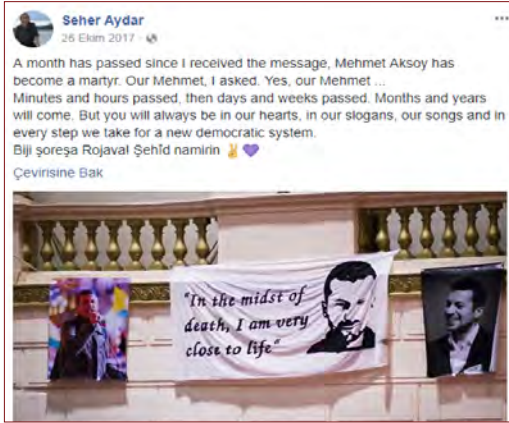 Seher Aydar
26 Ekim 2017 ·
A month has passed since I received the message, Mehmet Aksoy has
become a martyr. Our Mehmet, I asked. Yes, our Mehmet ...
Minutes and hours passed, then days and weeks passed. Months and years
will come. But you will always be in our hearts, in our slogans, our songs and in
every step we take for a new democratic system.
Biji şoreşa Rojava! Şehîd namirin ✌️💜
Çevirisine Bak
"In the midst of
death, I am very
close to life"